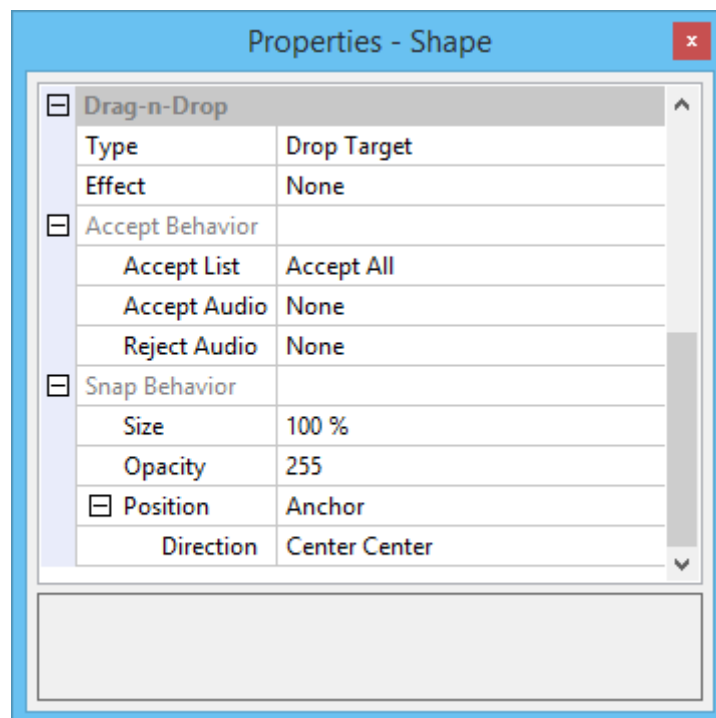 Properties - Shape
x
Drag-n-Drop
Type Drop Target
Effect None
Accept Behavior
Accept List Accept All
Accept Audio None
Reject Audio None
Snap Behavior
Size 100 %
Opacity 255
Position Anchor
Direction Center Center